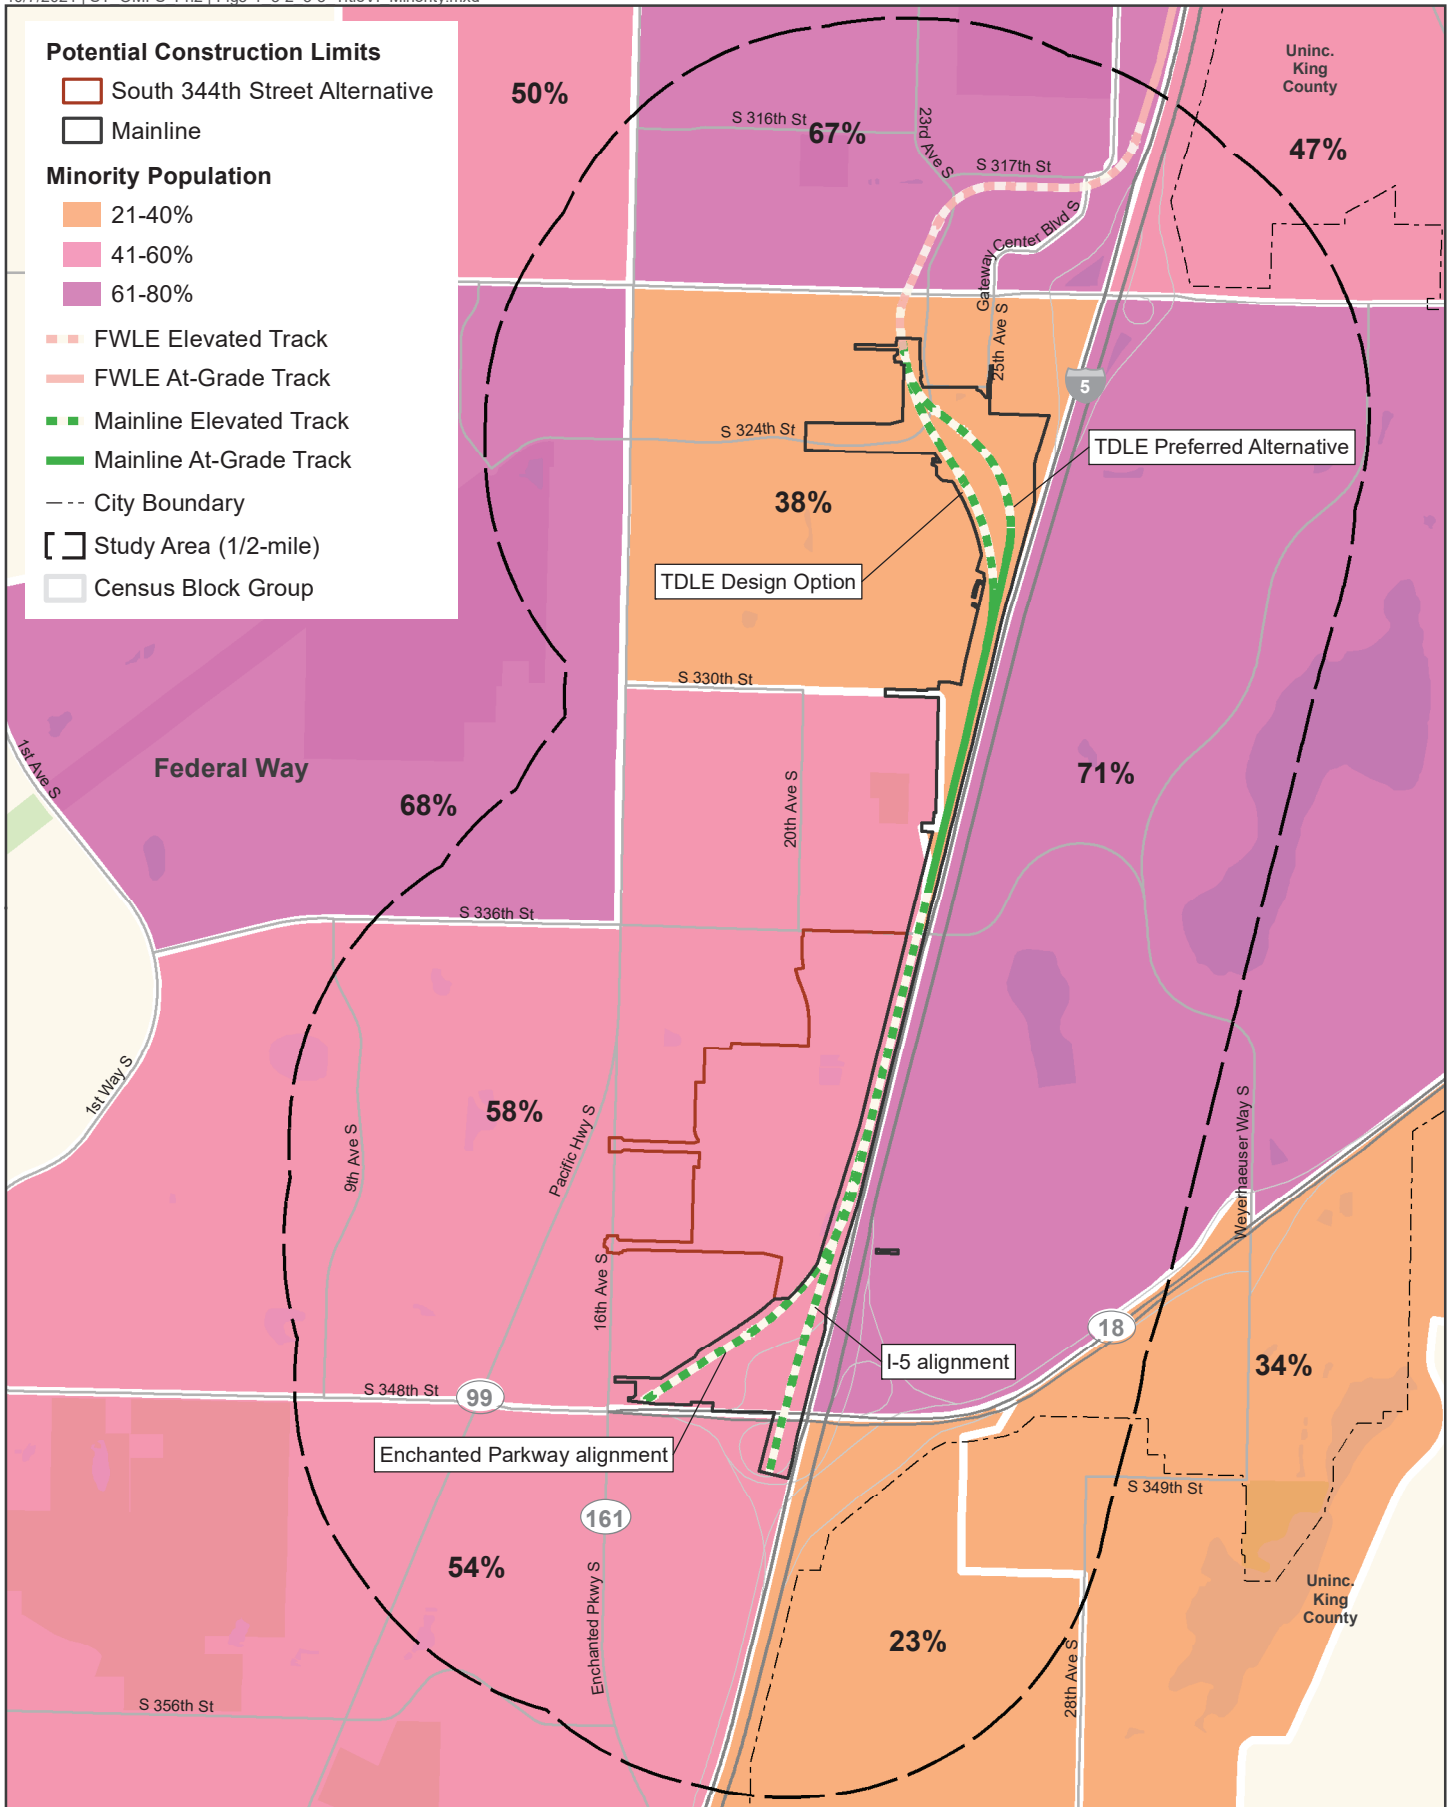 Potential Construction Limits
South 344th Street Alternative
Mainline
Minority Population
21-40%
41-60%
61-80%
FWLE Elevated Track
FWLE At-Grade Track
Mainline Elevated Track
Mainline At-Grade Track
City Boundary
Study Area (1/2-mile)
Census Block Group
50%
S 316th St
67%
23rd Ave S
S 317th St
Gateway Center Blvd S
Uninc.
King
County
47%
25th Ave S
5
S 324th St
TDLE Preferred Alternative
38%
TDLE Design Option
S 330th St
1st Ave S
Federal Way
68%
20th Ave S
71%
S 336th St
1st Way S
58%
9th Ave S
Pacific Hwy S
16th Ave S
Weyerhaeuser Way S
18
I-5 alignment
34%
S 348th St
99
Enchanted Parkway alignment
S 349th St
161
54%
Enchanted Pkwy S
23%
28th Ave S
Uninc.
King
County
S 356th St